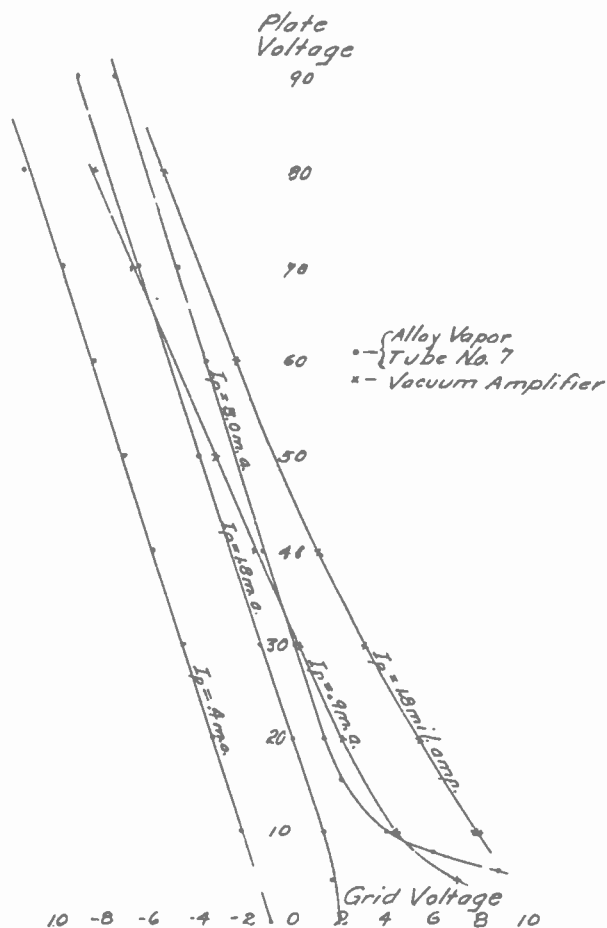 Plate
Voltage
90
80
70
60
50
40
30
20
10
• - { Alloy Vapor
Tube No. 7
x - Vacuum Amplifier
Ip = 5.0 m.a.
Ip = 1.8 m.a.
Ip = .4 m.a.
Ip = .9 m.a.
Ip = 1.8 mil. amp.
Grid Voltage
10 -8 -6 -4 -2 0 2 4 6 8 10